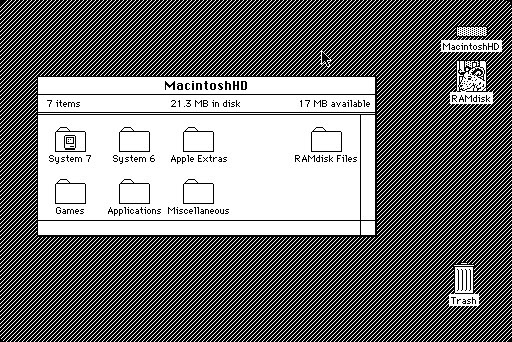 MacintoshHD
RAMdisk
MacintoshHD
7 items 21.3 MB in disk 17 MB available
System 7 System 6 Apple Extras RAMdisk Files
Games Applications Miscellaneous
Trash